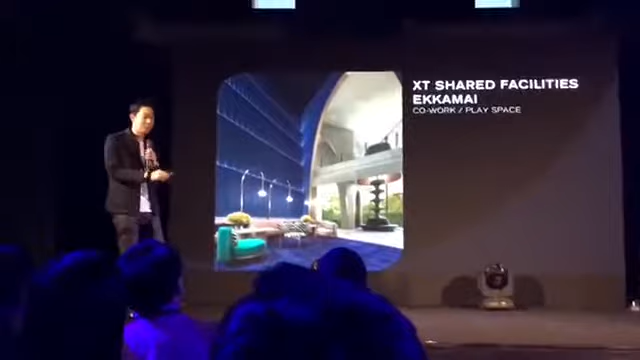 XT SHARED FACILITIES
EKKAMAI
CO-WORK / PLAY SPACE